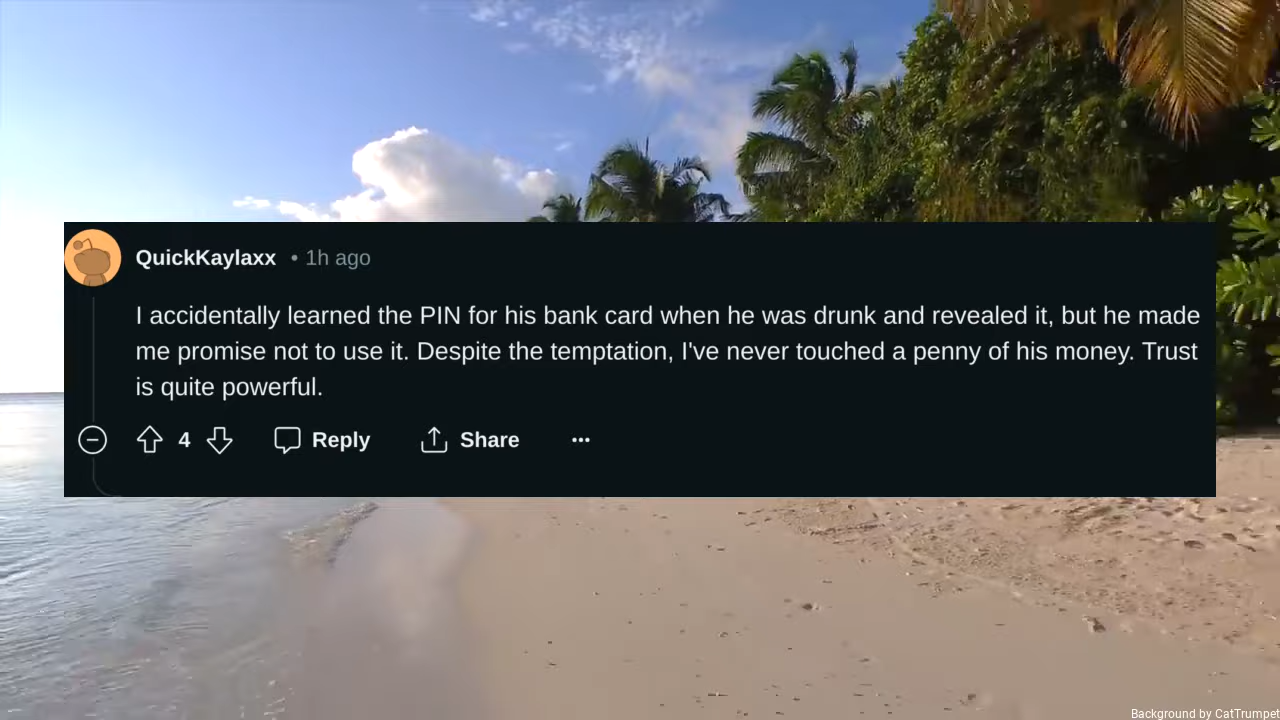 QuickKaylaxx • 1h ago
I accidentally learned the PIN for his bank card when he was drunk and revealed it, but he made
me promise not to use it. Despite the temptation, I've never touched a penny of his money. Trust
is quite powerful.
4 Reply Share
Background by CatTrumpet